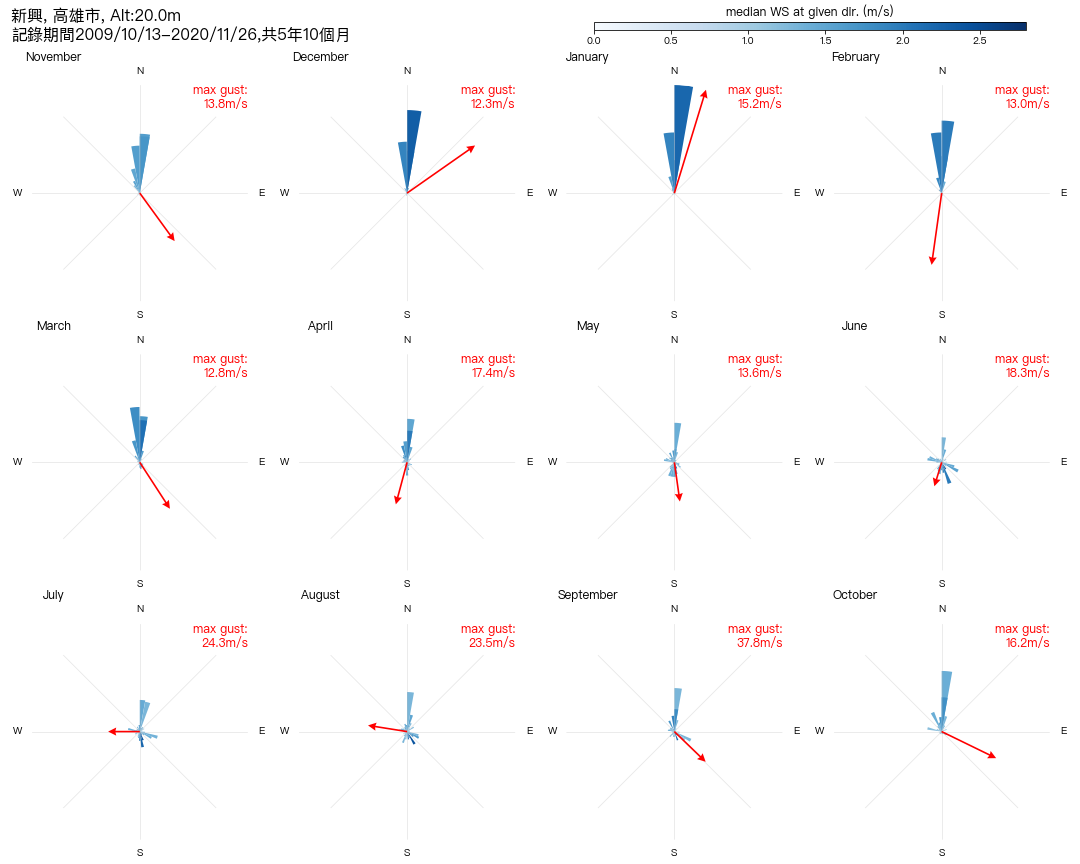 新興, 高雄市, Alt:20.0m
記錄期間2009/10/13-2020/11/26,共5年10個月
median WS at given dir. (m/s)
0.0 0.5 1.0 1.5 2.0 2.5
November
N
max gust:
13.8m/s
W E
S
December
N
max gust:
12.3m/s
W E
S
January
N
max gust:
15.2m/s
W E
S
February
N
max gust:
13.0m/s
W E
S
March
N
max gust:
12.8m/s
W E
S
April
N
max gust:
17.4m/s
W E
S
May
N
max gust:
13.6m/s
W E
S
June
N
max gust:
18.3m/s
W E
S
July
N
max gust:
24.3m/s
W E
S
August
N
max gust:
23.5m/s
W E
S
September
N
max gust:
37.8m/s
W E
S
October
N
max gust:
16.2m/s
W E
S